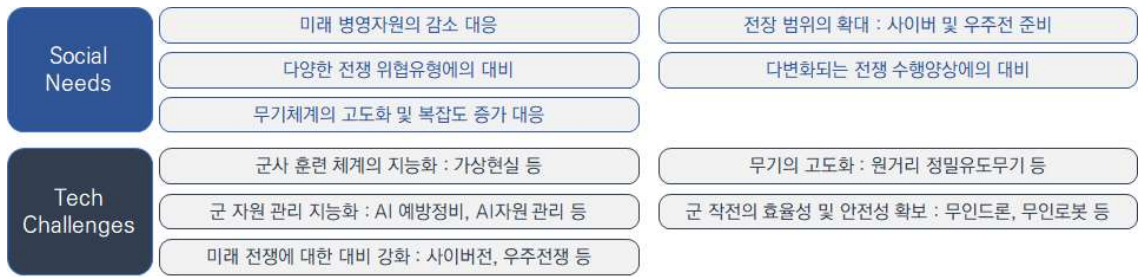 Social
Needs
미래 병영자원의 감소 대응
전장 범위의 확대 : 사이버 및 우주전 준비
다양한 전쟁 위협유형에의 대비
다변화되는 전쟁 수행양상에의 대비
무기체계의 고도화 및 복잡도 증가 대응
Tech
Challenges
군사 훈련 체계의 지능화 : 가상현실 등
무기의 고도화 : 원거리 정밀유도무기 등
군 자원 관리 지능화 : AI 예방정비, AI자원 관리 등
군 작전의 효율성 및 안전성 확보 : 무인드론, 무인로봇 등
미래 전쟁에 대한 대비 강화 : 사이버전, 우주전쟁 등